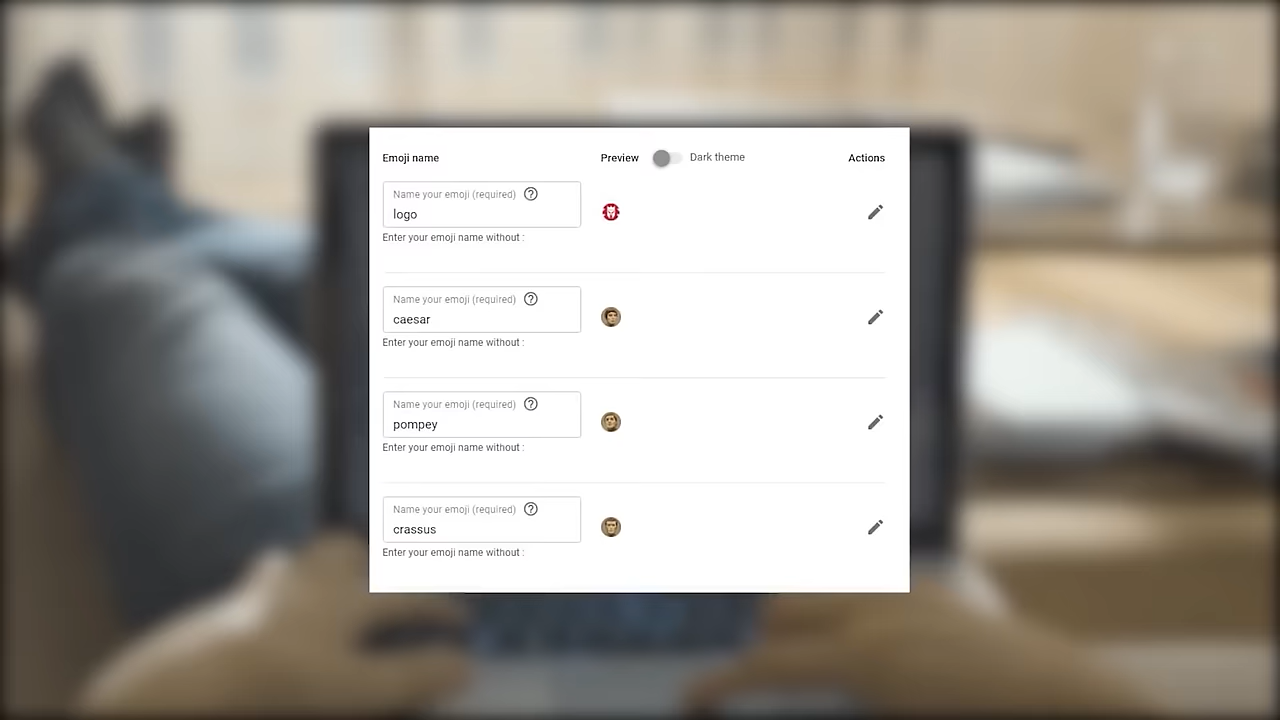 Emoji name Preview Dark theme Actions
Name your emoji (required) ?
logo
Enter your emoji name without :
Name your emoji (required) ?
caesar
Enter your emoji name without :
Name your emoji (required) ?
pompey
Enter your emoji name without :
Name your emoji (required) ?
crassus
Enter your emoji name without :